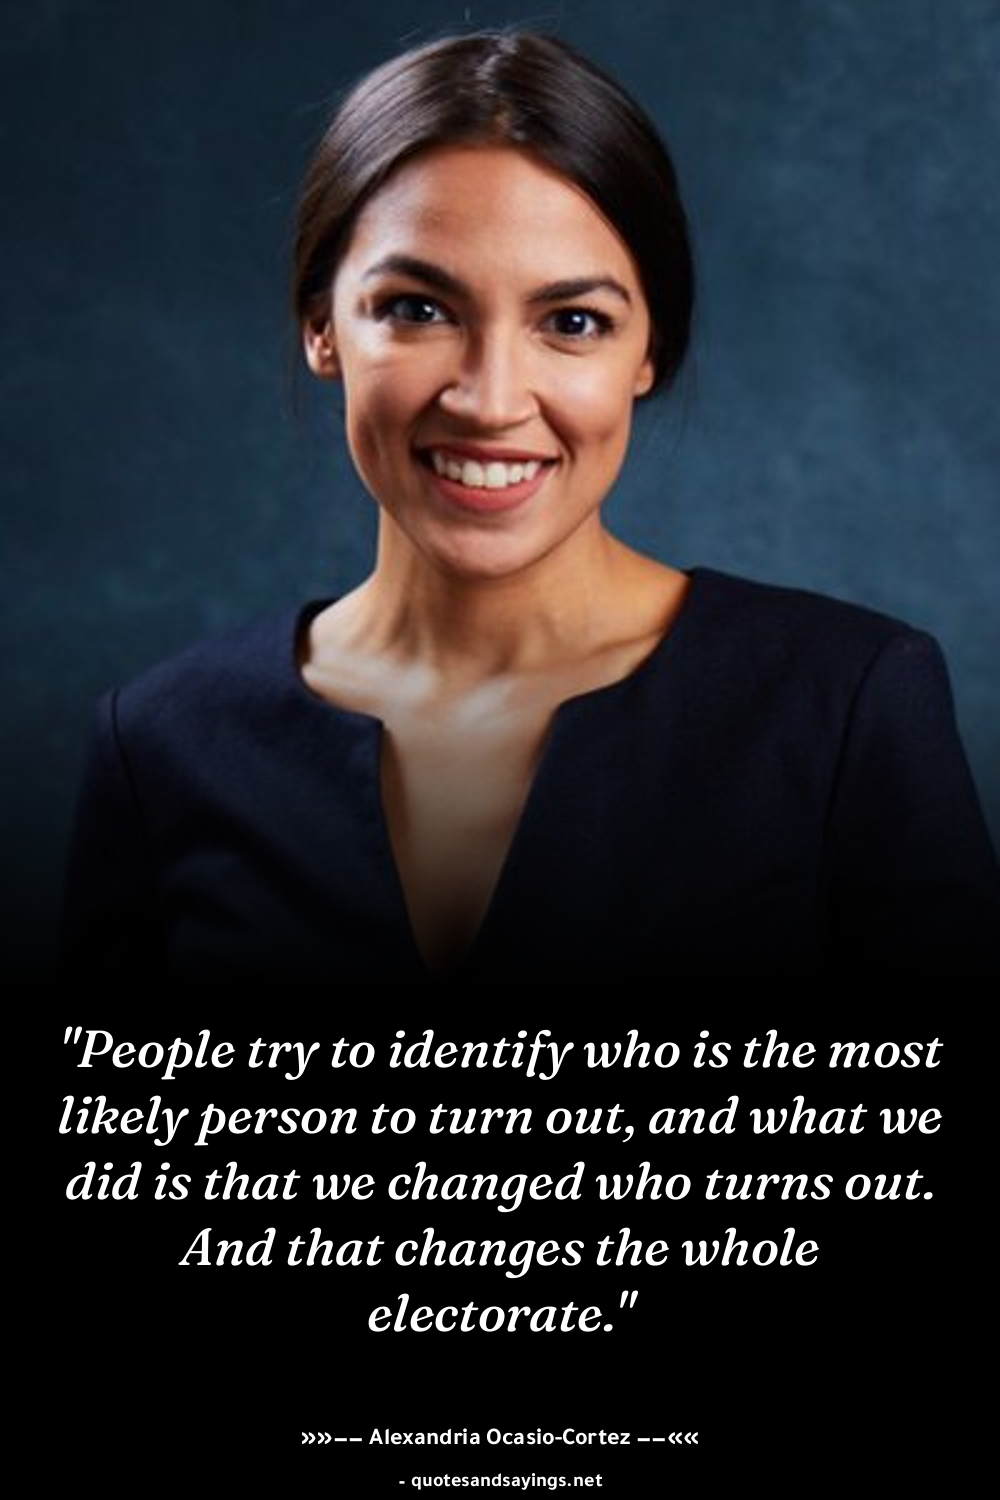 "People try to identify who is the most
likely person to turn out, and what we
did is that we changed who turns out.
And that changes the whole
electorate."
»»−− Alexandria Ocasio-Cortez −−««
- quotesandsayings.net